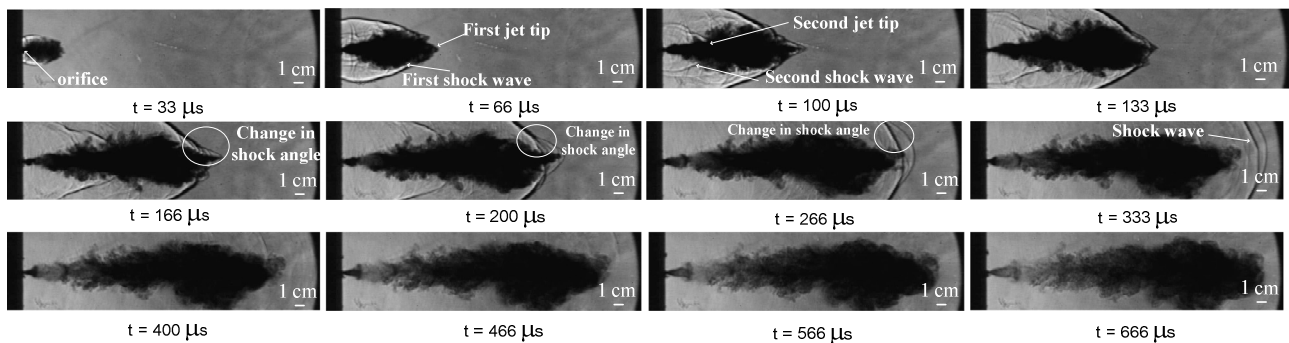 orifice
1 cm
t = 33 μs
First jet tip
First shock wave
1 cm
t = 66 μs
Second jet tip
Second shock wave
1 cm
t = 100 μs
1 cm
t = 133 μs
Change in
shock angle
1 cm
t = 166 μs
Change in
shock angle
1 cm
t = 200 μs
Change in shock angle
1 cm
t = 266 μs
Shock wave
1 cm
t = 333 μs
1 cm
t = 400 μs
1 cm
t = 466 μs
1 cm
t = 566 μs
1 cm
t = 666 μs